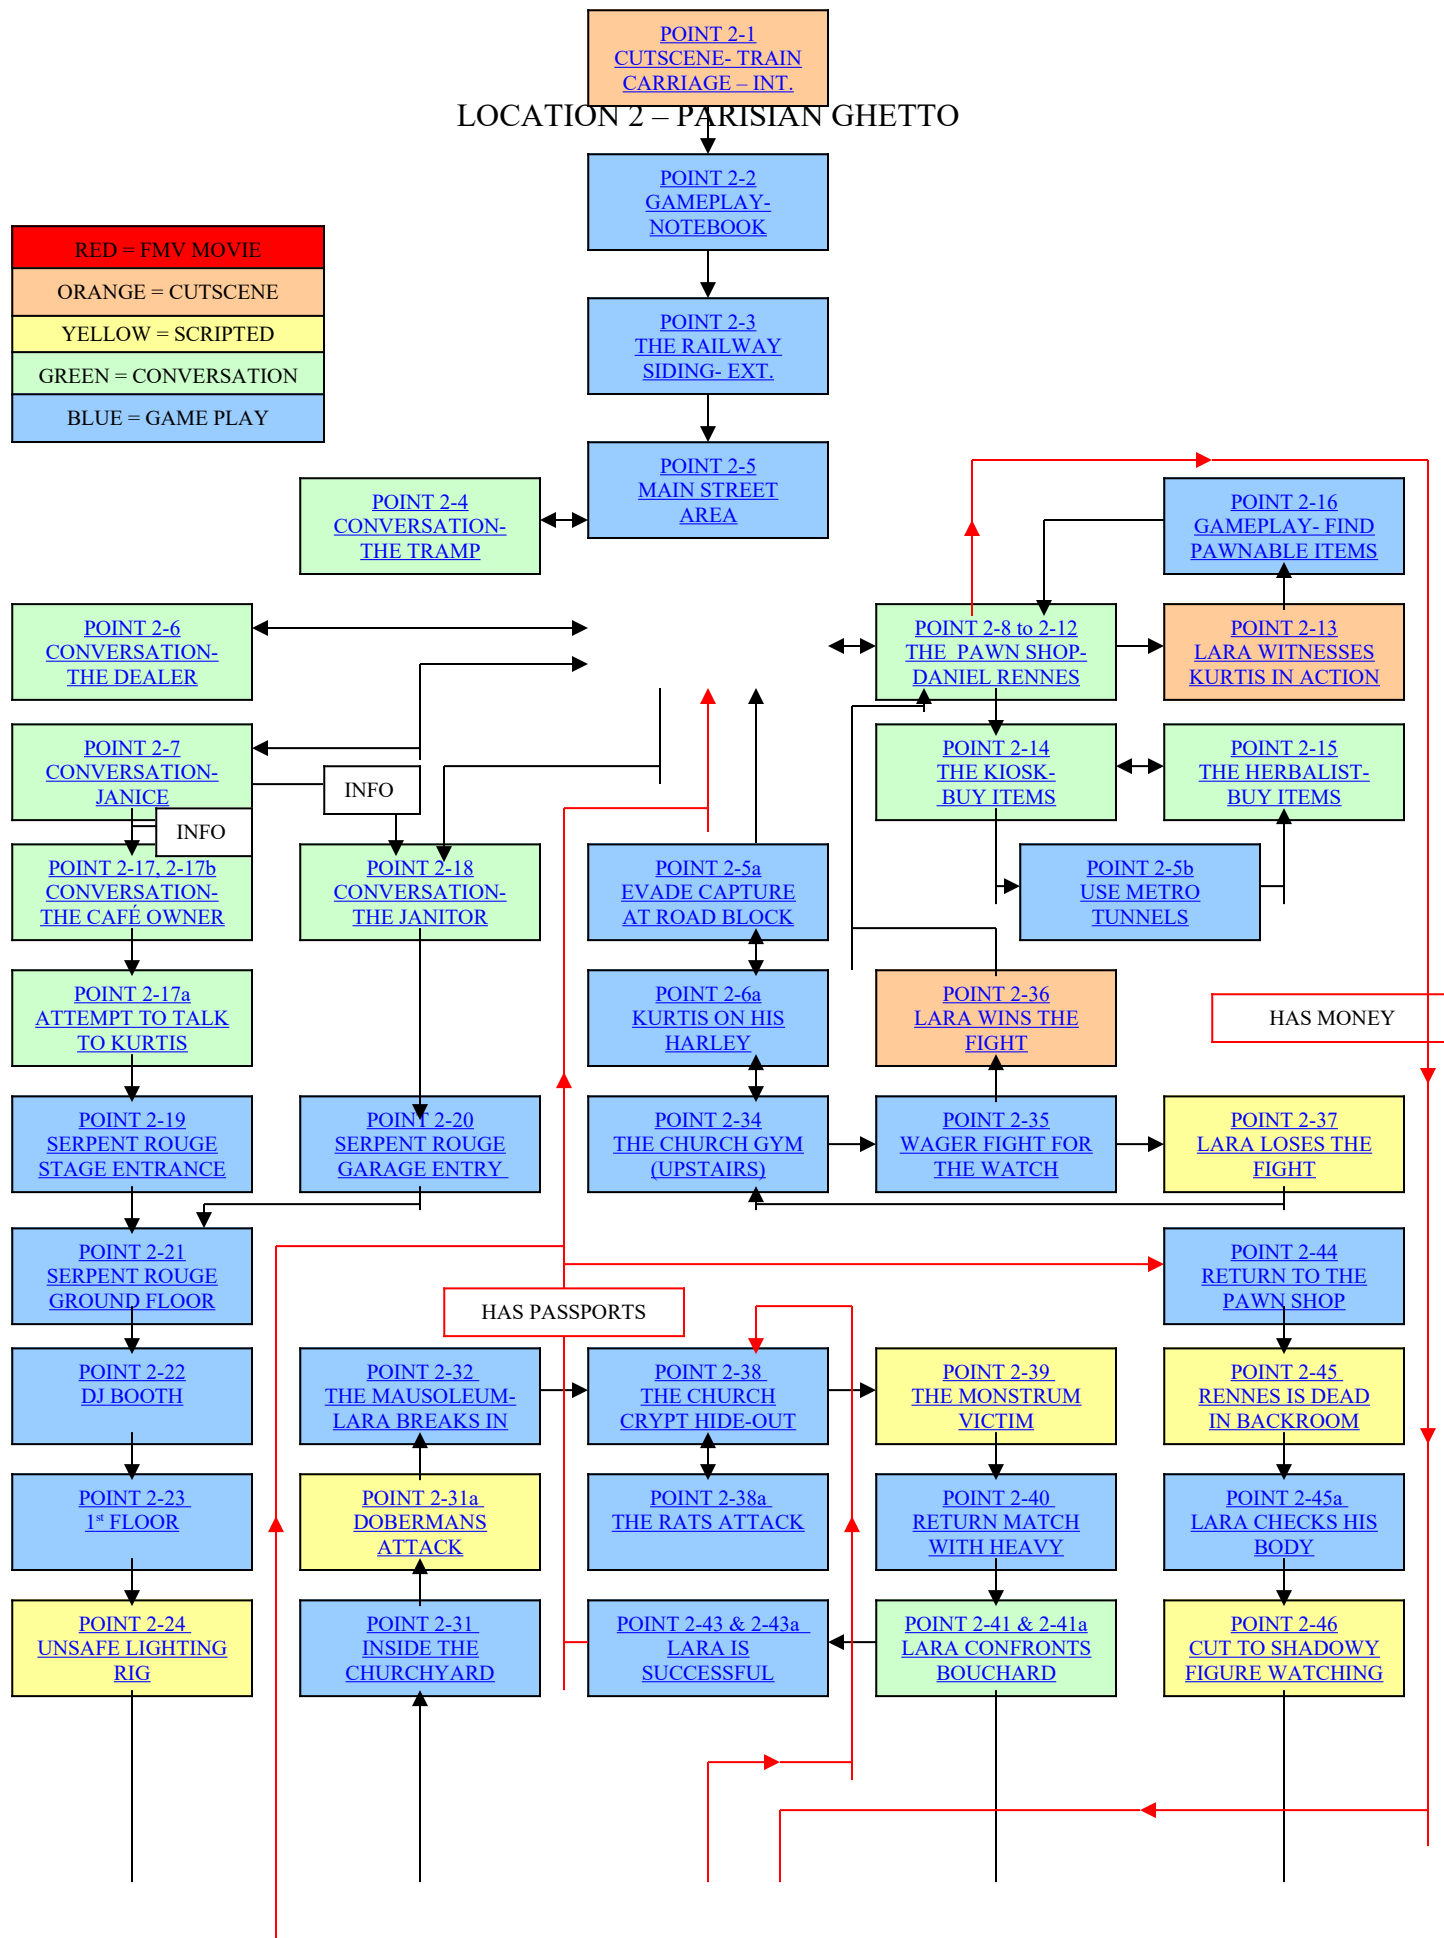 POINT 2-1
CUTSCENE- TRAIN
CARRIAGE – INT.
LOCATION 2 – PARISIAN GHETTO
POINT 2-2
GAMEPLAY-
NOTEBOOK
RED = FMV MOVIE
ORANGE = CUTSCENE
YELLOW = SCRIPTED
GREEN = CONVERSATION
BLUE = GAME PLAY
POINT 2-3
THE RAILWAY
SIDING- EXT.
POINT 2-5
MAIN STREET
AREA
POINT 2-4
CONVERSATION-
THE TRAMP
POINT 2-16
GAMEPLAY- FIND
PAWNABLE ITEMS
POINT 2-6
CONVERSATION-
THE DEALER
POINT 2-8 to 2-12
THE PAWN SHOP-
DANIEL RENNES
POINT 2-13
LARA WITNESSES
KURTIS IN ACTION
POINT 2-7
CONVERSATION-
JANICE
INFO
INFO
POINT 2-14
THE KIOSK-
BUY ITEMS
POINT 2-15
THE HERBALIST-
BUY ITEMS
POINT 2-17, 2-17b
CONVERSATION-
THE CAFÉ OWNER
POINT 2-18
CONVERSATION-
THE JANITOR
POINT 2-5a
EVADE CAPTURE
AT ROAD BLOCK
POINT 2-5b
USE METRO
TUNNELS
POINT 2-17a
ATTEMPT TO TALK
TO KURTIS
POINT 2-6a
KURTIS ON HIS
HARLEY
POINT 2-36
LARA WINS THE
FIGHT
HAS MONEY
POINT 2-19
SERPENT ROUGE
STAGE ENTRANCE
POINT 2-20
SERPENT ROUGE
GARAGE ENTRY
POINT 2-34
THE CHURCH GYM
(UPSTAIRS)
POINT 2-35
WAGER FIGHT FOR
THE WATCH
POINT 2-37
LARA LOSES THE
FIGHT
POINT 2-21
SERPENT ROUGE
GROUND FLOOR
HAS PASSPORTS
POINT 2-44
RETURN TO THE
PAWN SHOP
POINT 2-22
DJ BOOTH
POINT 2-32
THE MAUSOLEUM-
LARA BREAKS IN
POINT 2-38
THE CHURCH
CRYPT HIDE-OUT
POINT 2-39
THE MONSTRUM
VICTIM
POINT 2-45
RENNES IS DEAD
IN BACKROOM
POINT 2-23
1st FLOOR
POINT 2-31a
DOBERMANS
ATTACK
POINT 2-38a
THE RATS ATTACK
POINT 2-40
RETURN MATCH
WITH HEAVY
POINT 2-45a
LARA CHECKS HIS
BODY
POINT 2-24
UNSAFE LIGHTING
RIG
POINT 2-31
INSIDE THE
CHURCHYARD
POINT 2-43 & 2-43a
LARA IS
SUCCESSFUL
POINT 2-41 & 2-41a
LARA CONFRONTS
BOUCHARD
POINT 2-46
CUT TO SHADOWY
FIGURE WATCHING